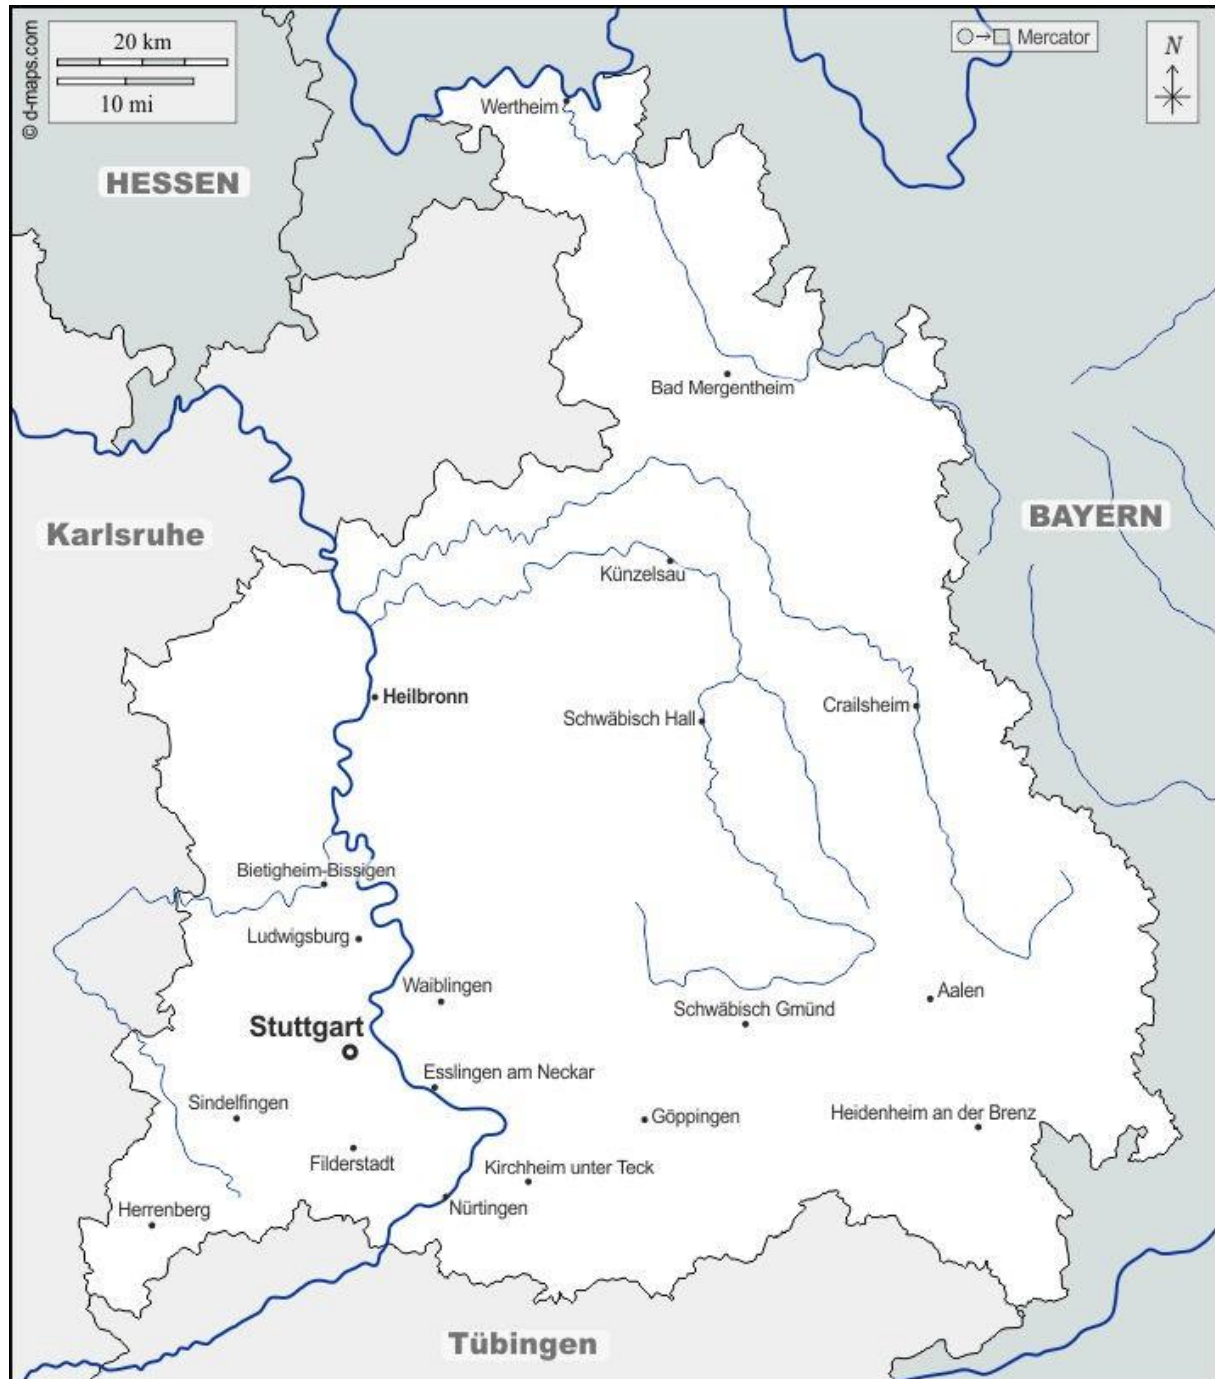 © d-maps.com
20 km
10 mi
Mercator
N
Wertheim
HESSEN
Bad Mergentheim
Karlsruhe
BAYERN
Künzelsau
Heilbronn
Schwäbisch Hall
Crailsheim
Bietigheim-Bissigen
Ludwigsburg
Waiblingen
Aalen
Schwäbisch Gmünd
Stuttgart
Esslingen am Neckar
Sindelfingen
Göppingen
Heidenheim an der Brenz
Filderstadt
Kirchheim unter Teck
Herrenberg
Nürtingen
Tübingen